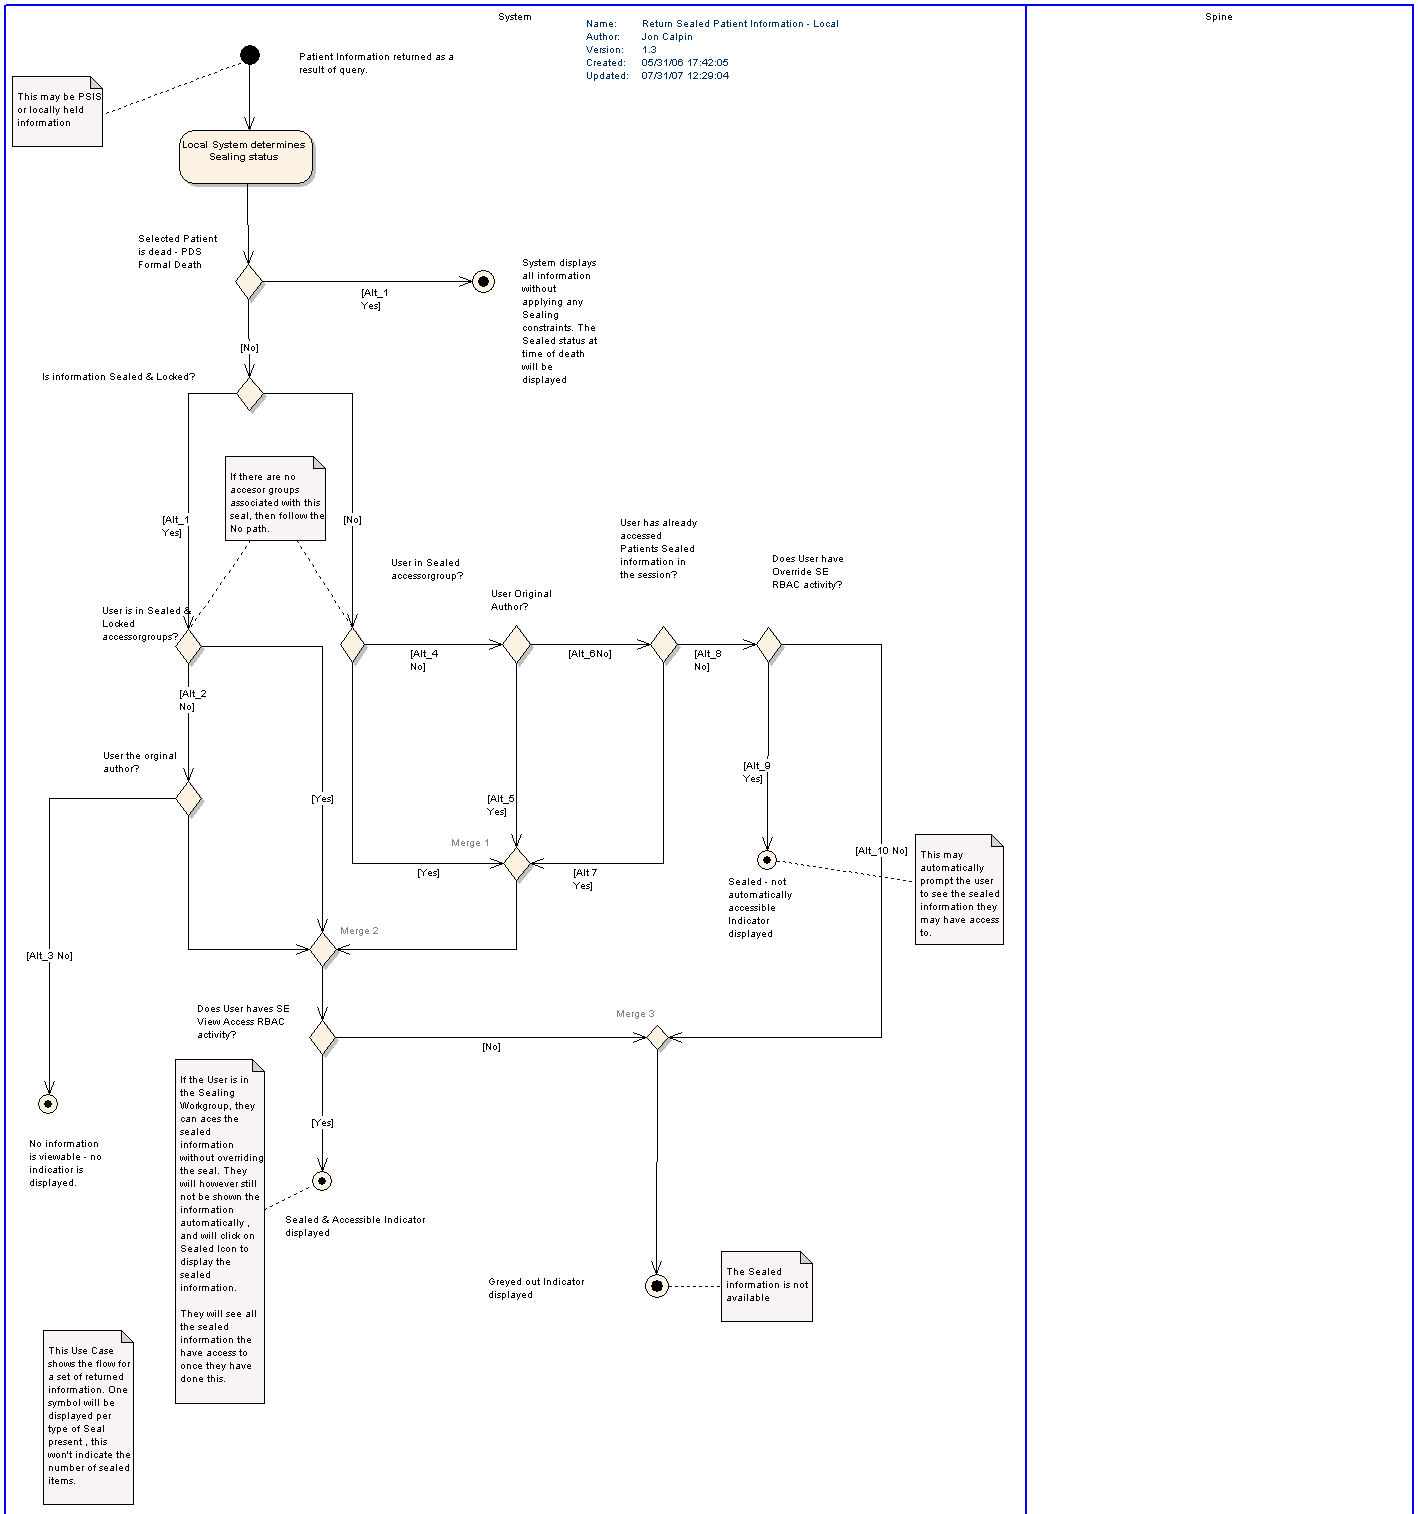 System
Spine
Name: Return Sealed Patient Information - Local
Author: Jon Calpin
Version: 1.3
Created: 05/31/06 17:42:05
Updated: 07/31/07 12:29:04
Patient Information returned as a
result of query.
This may be PSIS
or locally held
information
Local System determines
Sealing status
Selected Patient
is dead - PDS
Formal Death
[Alt_1
Yes]
System displays
all information
without
applying any
Sealing
constraints. The
Sealed status at
time of death
will be
displayed
[No]
Is information Sealed & Locked?
If there are no
accesor groups
associated with this
seal, then follow the
No path.
[Alt_1
Yes]
[No]
User in Sealed
accessorgroup?
User Original
Author?
User has already
accessed
Patients Sealed
information in
the session?
Does User have
Override SE
RBAC activity?
User is in Sealed &
Locked
accessorgroups?
[Alt_4
No]
[Alt_6No]
[Alt_8
No]
[Alt_2
No]
User the orginal
author?
[Yes]
[Alt_5
Yes]
[Alt_9
Yes]
Merge 1
[Yes]
[Alt 7
Yes]
[Alt_10 No]
This may
automatically
prompt the user
to see the sealed
information they
may have access
to.
Sealed - not
automatically
accessible
Indicator
displayed
Merge 2
[Alt_3 No]
Does User haves SE
View Access RBAC
activity?
Merge 3
[No]
If the User is in
the Sealing
Workgroup, they
can aces the
sealed
information
without overriding
the seal. They
will however still
not be shown the
information
automatically ,
and will click on
Sealed Icon to
display the
sealed
information.
They will see all
the sealed
information the
have access to
once they have
done this.
[Yes]
No information
is viewable - no
indicatior is
displayed.
Sealed & Accessible Indicator
displayed
Greyed out Indicator
displayed
The Sealed
information is not
available
This Use Case
shows the flow for
a set of returned
information. One
symbol will be
displayed per
type of Seal
present , this
won't indicate the
number of sealed
items.